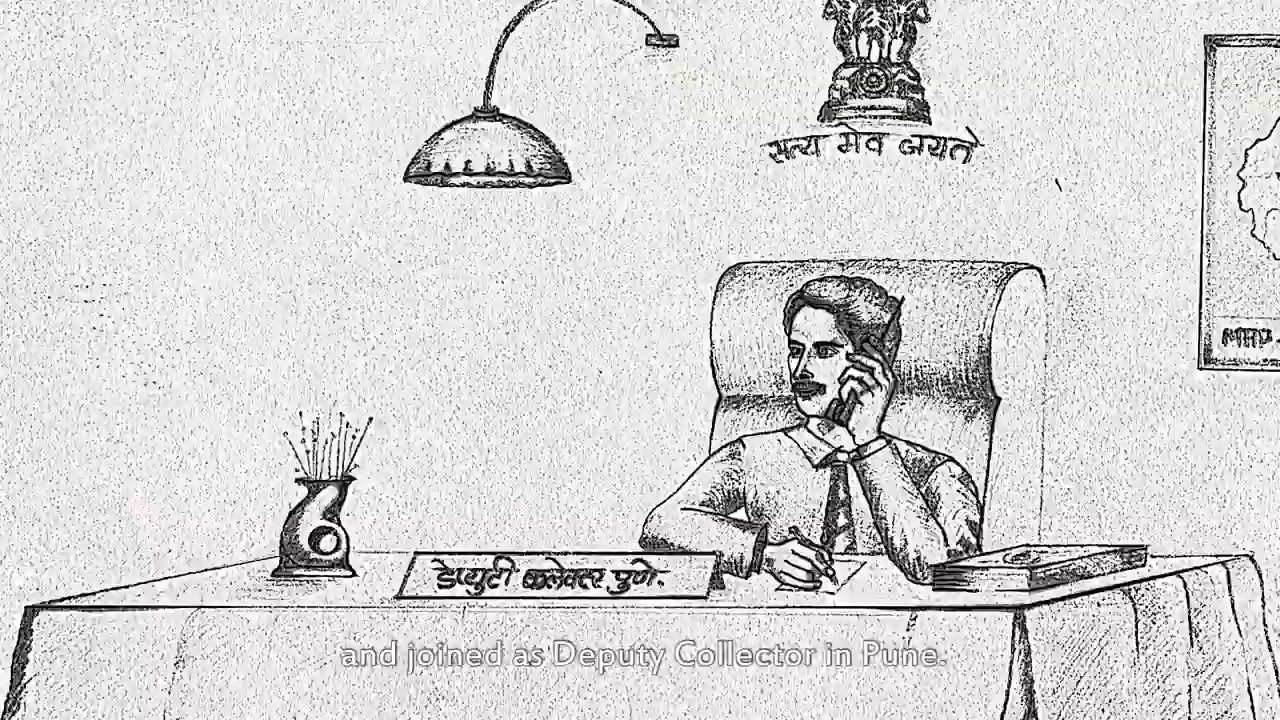 सत्य मेव जयते
डेप्युटी कलेक्टर पुणे.
and joined as Deputy Collector in Pune.